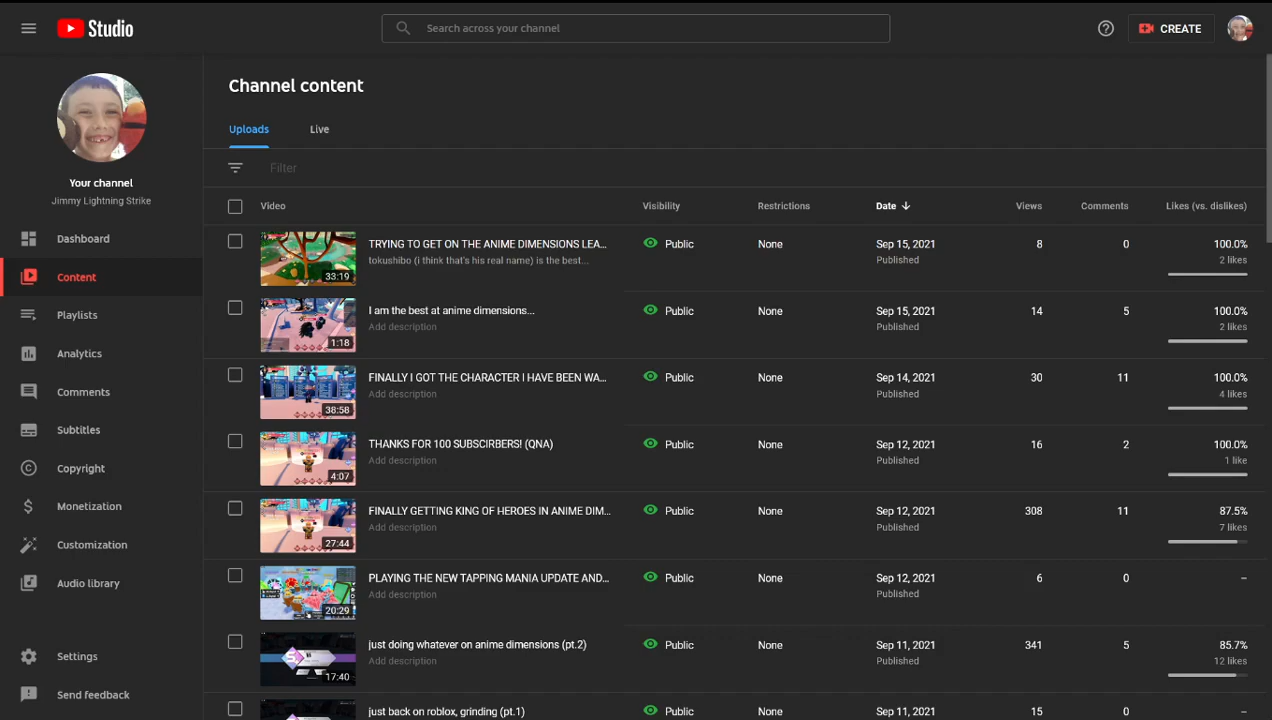 Studio
Search across your channel
CREATE
Your channel
Jimmy Lightning Strike
Dashboard
Content
Playlists
Analytics
Comments
Subtitles
Copyright
Monetization
Customization
Audio library
Settings
Send feedback
Channel content
Uploads Live
Filter
Video Visibility Restrictions Date Views Comments Likes (vs. dislikes)
33:19 TRYING TO GET ON THE ANIME DIMENSIONS LEA... Public None Sep 15, 2021 8 0 100.0%
tokushibo (i think that's his real name) is the best... Published 2 likes
1:18 I am the best at anime dimensions... Public None Sep 15, 2021 14 5 100.0%
Add description Published 2 likes
38:58 FINALLY I GOT THE CHARACTER I HAVE BEEN WA... Public None Sep 14, 2021 30 11 100.0%
Add description Published 4 likes
4:07 THANKS FOR 100 SUBSCIRBERS! (QNA) Public None Sep 12, 2021 16 2 100.0%
Add description Published 1 like
27:44 FINALLY GETTING KING OF HEROES IN ANIME DIM... Public None Sep 12, 2021 308 11 87.5%
Add description Published 7 likes
20:29 PLAYING THE NEW TAPPING MANIA UPDATE AND... Public None Sep 12, 2021 6 0 –
Add description Published
17:40 just doing whatever on anime dimensions (pt.2) Public None Sep 11, 2021 341 5 85.7%
Add description Published 12 likes
just back on roblox, grinding (pt.1) Public None Sep 11, 2021 15 0 –